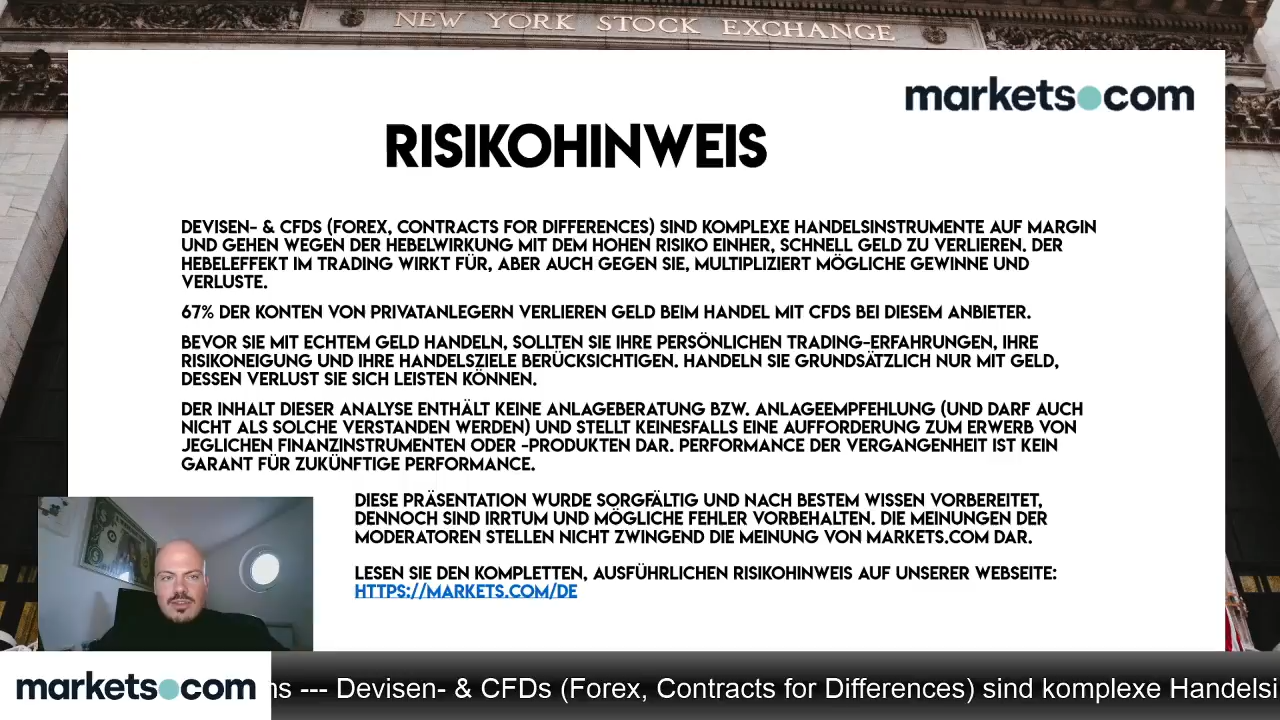 NEW YORK STOCK EXCHANGE
markets.com
RISIKOHINWEIS
DEVISEN- & CFDS (FOREX, CONTRACTS FOR DIFFERENCES) SIND KOMPLEXE HANDELSINSTRUMENTE AUF MARGIN
UND GEHEN WEGEN DER HEBELWIRKUNG MIT DEM HOHEN RISIKO EINHER, SCHNELL GELD ZU VERLIEREN. DER
HEBELEFFEKT IM TRADING WIRKT FÜR, ABER AUCH GEGEN SIE, MULTIPLIZIERT MÖGLICHE GEWINNE UND
VERLUSTE.
67% DER KONTEN VON PRIVATANLEGERN VERLIEREN GELD BEIM HANDEL MIT CFDS BEI DIESEM ANBIETER.
BEVOR SIE MIT ECHTEM GELD HANDELN, SOLLTEN SIE IHRE PERSÖNLICHEN TRADING-ERFAHRUNGEN, IHRE
RISIKONEIGUNG UND IHRE HANDELSZIELE BERÜCKSICHTIGEN. HANDELN SIE GRUNDSÄTZLICH NUR MIT GELD,
DESSEN VERLUST SIE SICH LEISTEN KÖNNEN.
DER INHALT DIESER ANALYSE ENTHÄLT KEINE ANLAGEBERATUNG BZW. ANLAGEEMPFEHLUNG (UND DARF AUCH
NICHT ALS SOLCHE VERSTANDEN WERDEN) UND STELLT KEINESFALLS EINE AUFFORDERUNG ZUM ERWERB VON
JEGLICHEN FINANZINSTRUMENTEN ODER -PRODUKTEN DAR. PERFORMANCE DER VERGANGENHEIT IST KEIN
GARANT FÜR ZUKÜNFTIGE PERFORMANCE.
DIESE PRÄSENTATION WURDE SORGFÄLTIG UND NACH BESTEM WISSEN VORBEREITET,
DENNOCH SIND IRRTUM UND MÖGLICHE FEHLER VORBEHALTEN. DIE MEINUNGEN DER
MODERATOREN STELLEN NICHT ZWINGEND DIE MEINUNG VON MARKETS.COM DAR.
LESEN SIE DEN KOMPLETTEN, AUSFÜHRLICHEN RISIKOHINWEIS AUF UNSERER WEBSEITE:
HTTPS://MARKETS.COM/DE
markets.com
ns --- Devisen- & CFDs (Forex, Contracts for Differences) sind komplexe Handelsi